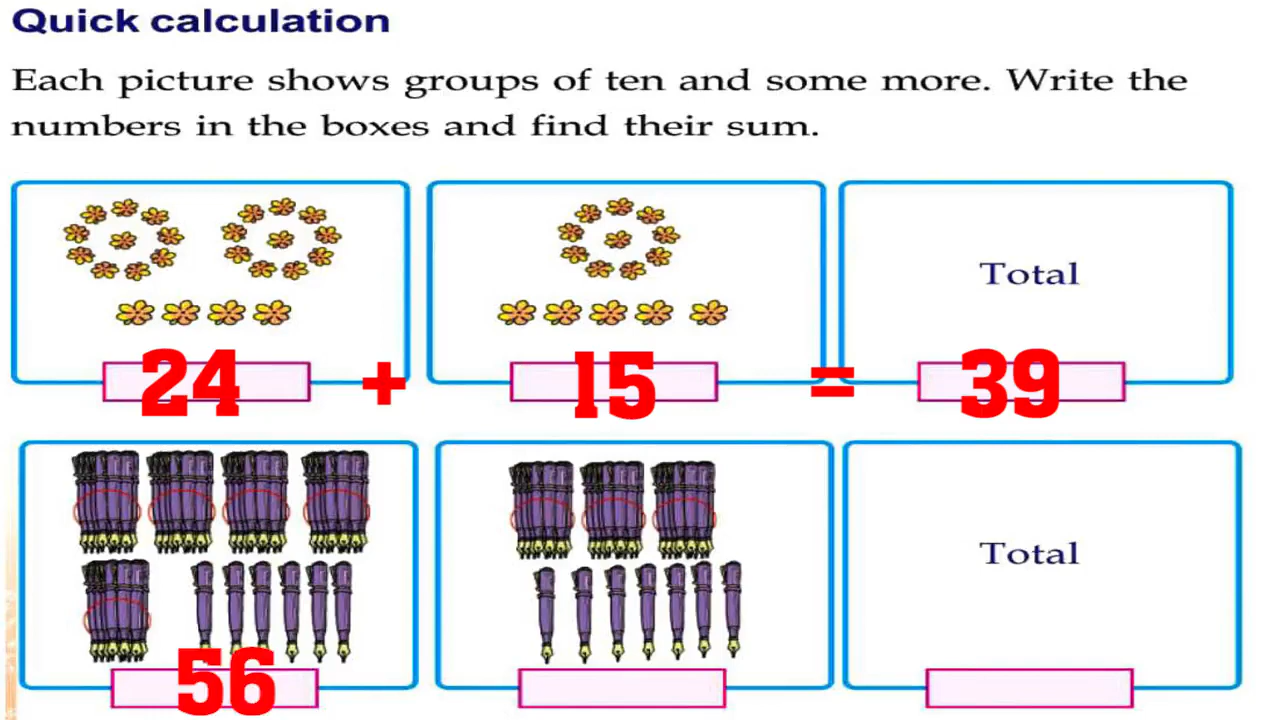 Quick calculation
Each picture shows groups of ten and some more. Write the
numbers in the boxes and find their sum.
Total
24 + 15 = 39
Total
56